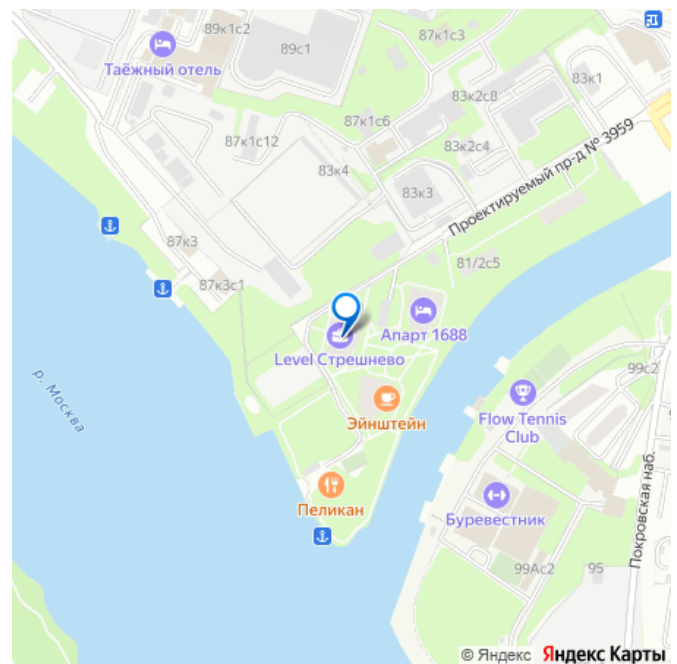 89к1с2
87к1с3
89с1
Таёжный отель
83к1
83к2с8
87к1с6
87к1с12
83к2с4
83к4
83к3
Проектируемый пр-д № 3959
87к3
81/2с5
87к3с1
Апарт 1688
Level Стрешнево
99с2
р. Москва
Эйнштейн
Flow Tennis
Club
Покровская наб.
Пеликан
Буревестник
99Ас2
95
© Яндекс Яндекс Карты